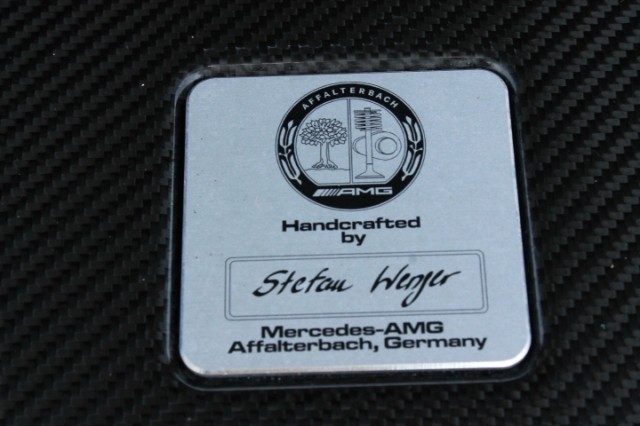 AFFALTERBACH
AMG
Handcrafted
by
Stefan Wenger
Mercedes-AMG
Affalterbach, Germany